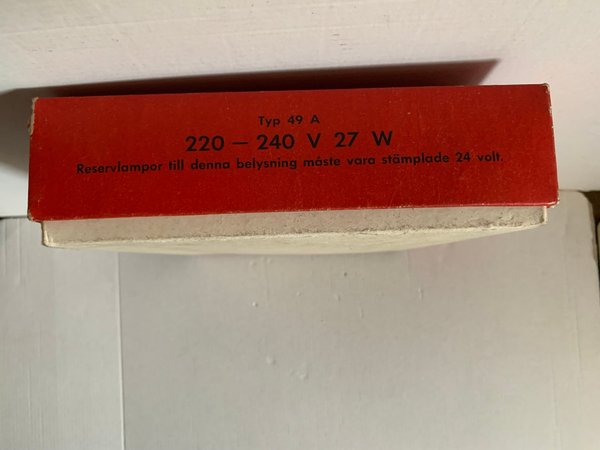 Typ 49 A
220 — 240 V 27 W
Reservlampor till denna belysning måste vara stämplade 24 volt.